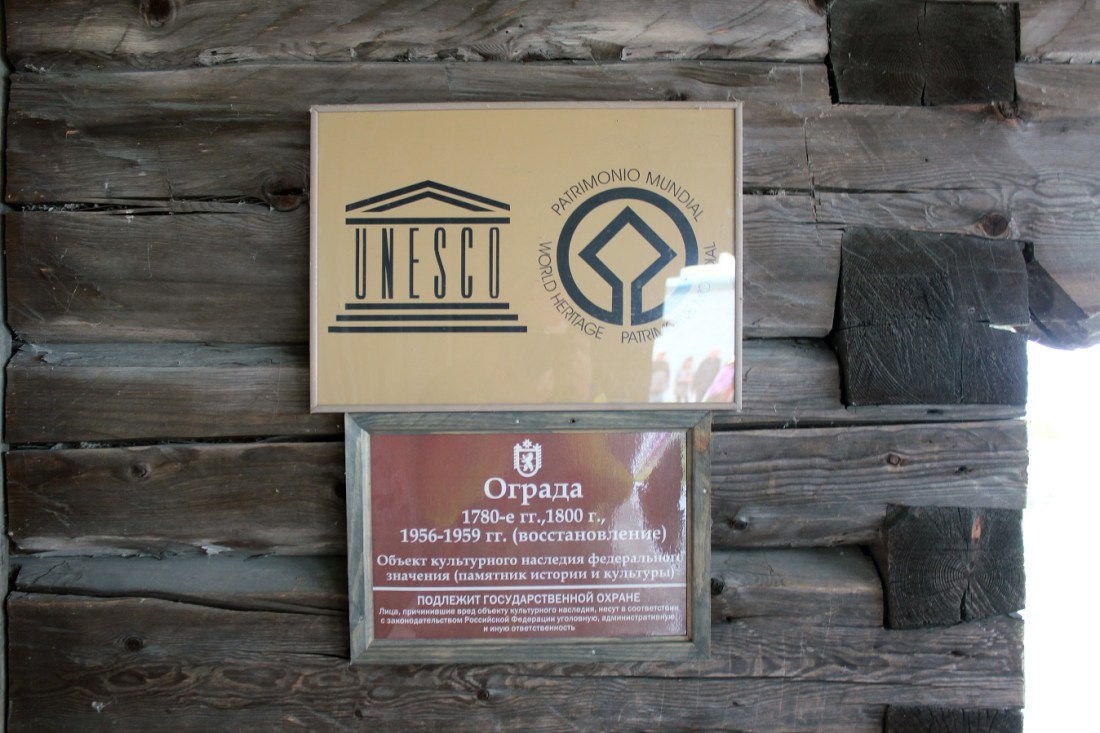 UNESCO
PATRIMONIO MUNDIAL
WORLD HERITAGE
Ограда
1780-е гг.,1800 г.,
1956-1959 гг. (восстановление)
Объект культурного наследия федерального
значения (памятник истории и культуры)
ПОДЛЕЖИТ ГОСУДАРСТВЕННОЙ ОХРАНЕ
Лица, причинившие вред объекту культурного наследия, несут в соответствии
с законодательством Российской Федерации уголовную, административную
и иную ответственность